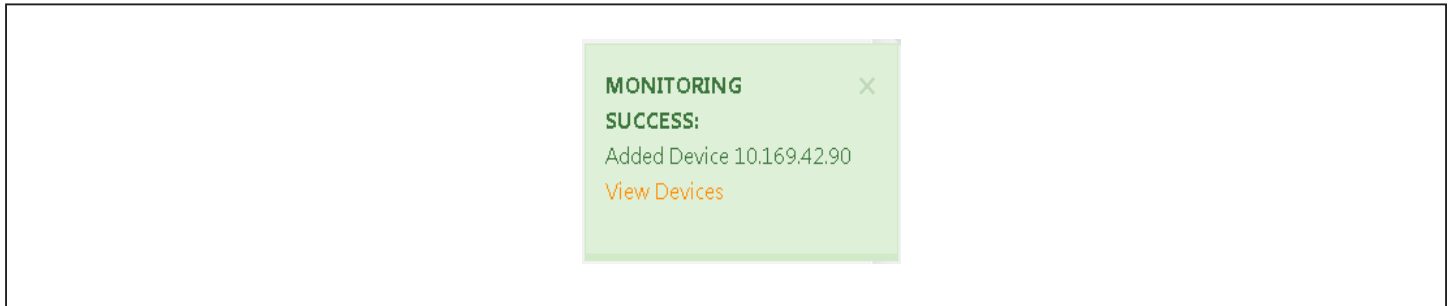 MONITORING
SUCCESS:
Added Device 10.169.42.90
View Devices